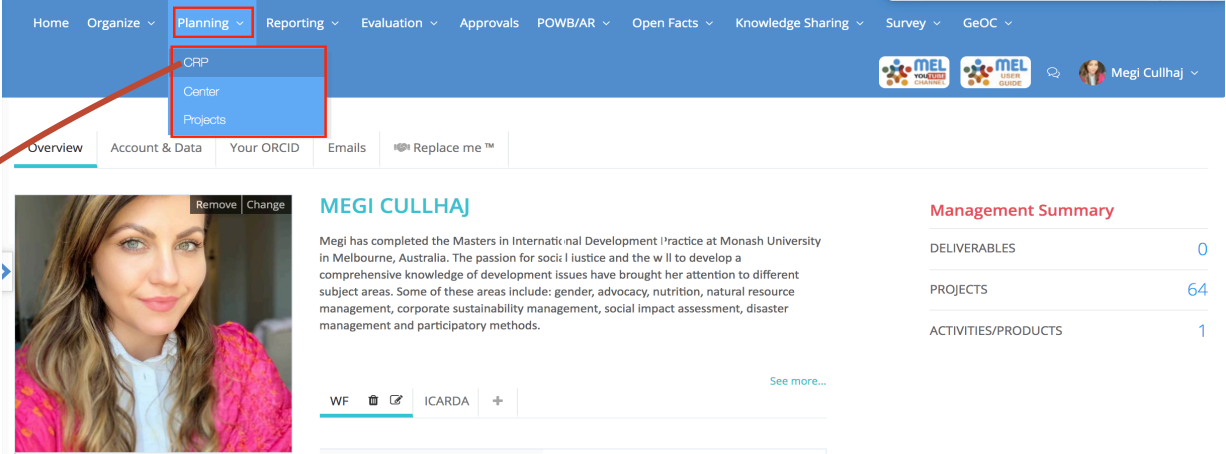 Home Organize Planning Reporting Evaluation Approvals POWB/AR Open Facts Knowledge Sharing Survey GeOC
CRP
Center
Projects
MEL
YOUTUBE
CHANNEL
MEL
USER
GUIDE
Megi Cullhaj
Overview Account & Data Your ORCID Emails Replace me ™
Remove Change
MEGI CULLHAJ
Megi has completed the Masters in International Development Practice at Monash University
in Melbourne, Australia. The passion for social justice and the will to develop a
comprehensive knowledge of development issues have brought her attention to different
subject areas. Some of these areas include: gender, advocacy, nutrition, natural resource
management, corporate sustainability management, social impact assessment, disaster
management and participatory methods.
See more...
WF ICARDA +
Management Summary
DELIVERABLES 0
PROJECTS 64
ACTIVITIES/PRODUCTS 1